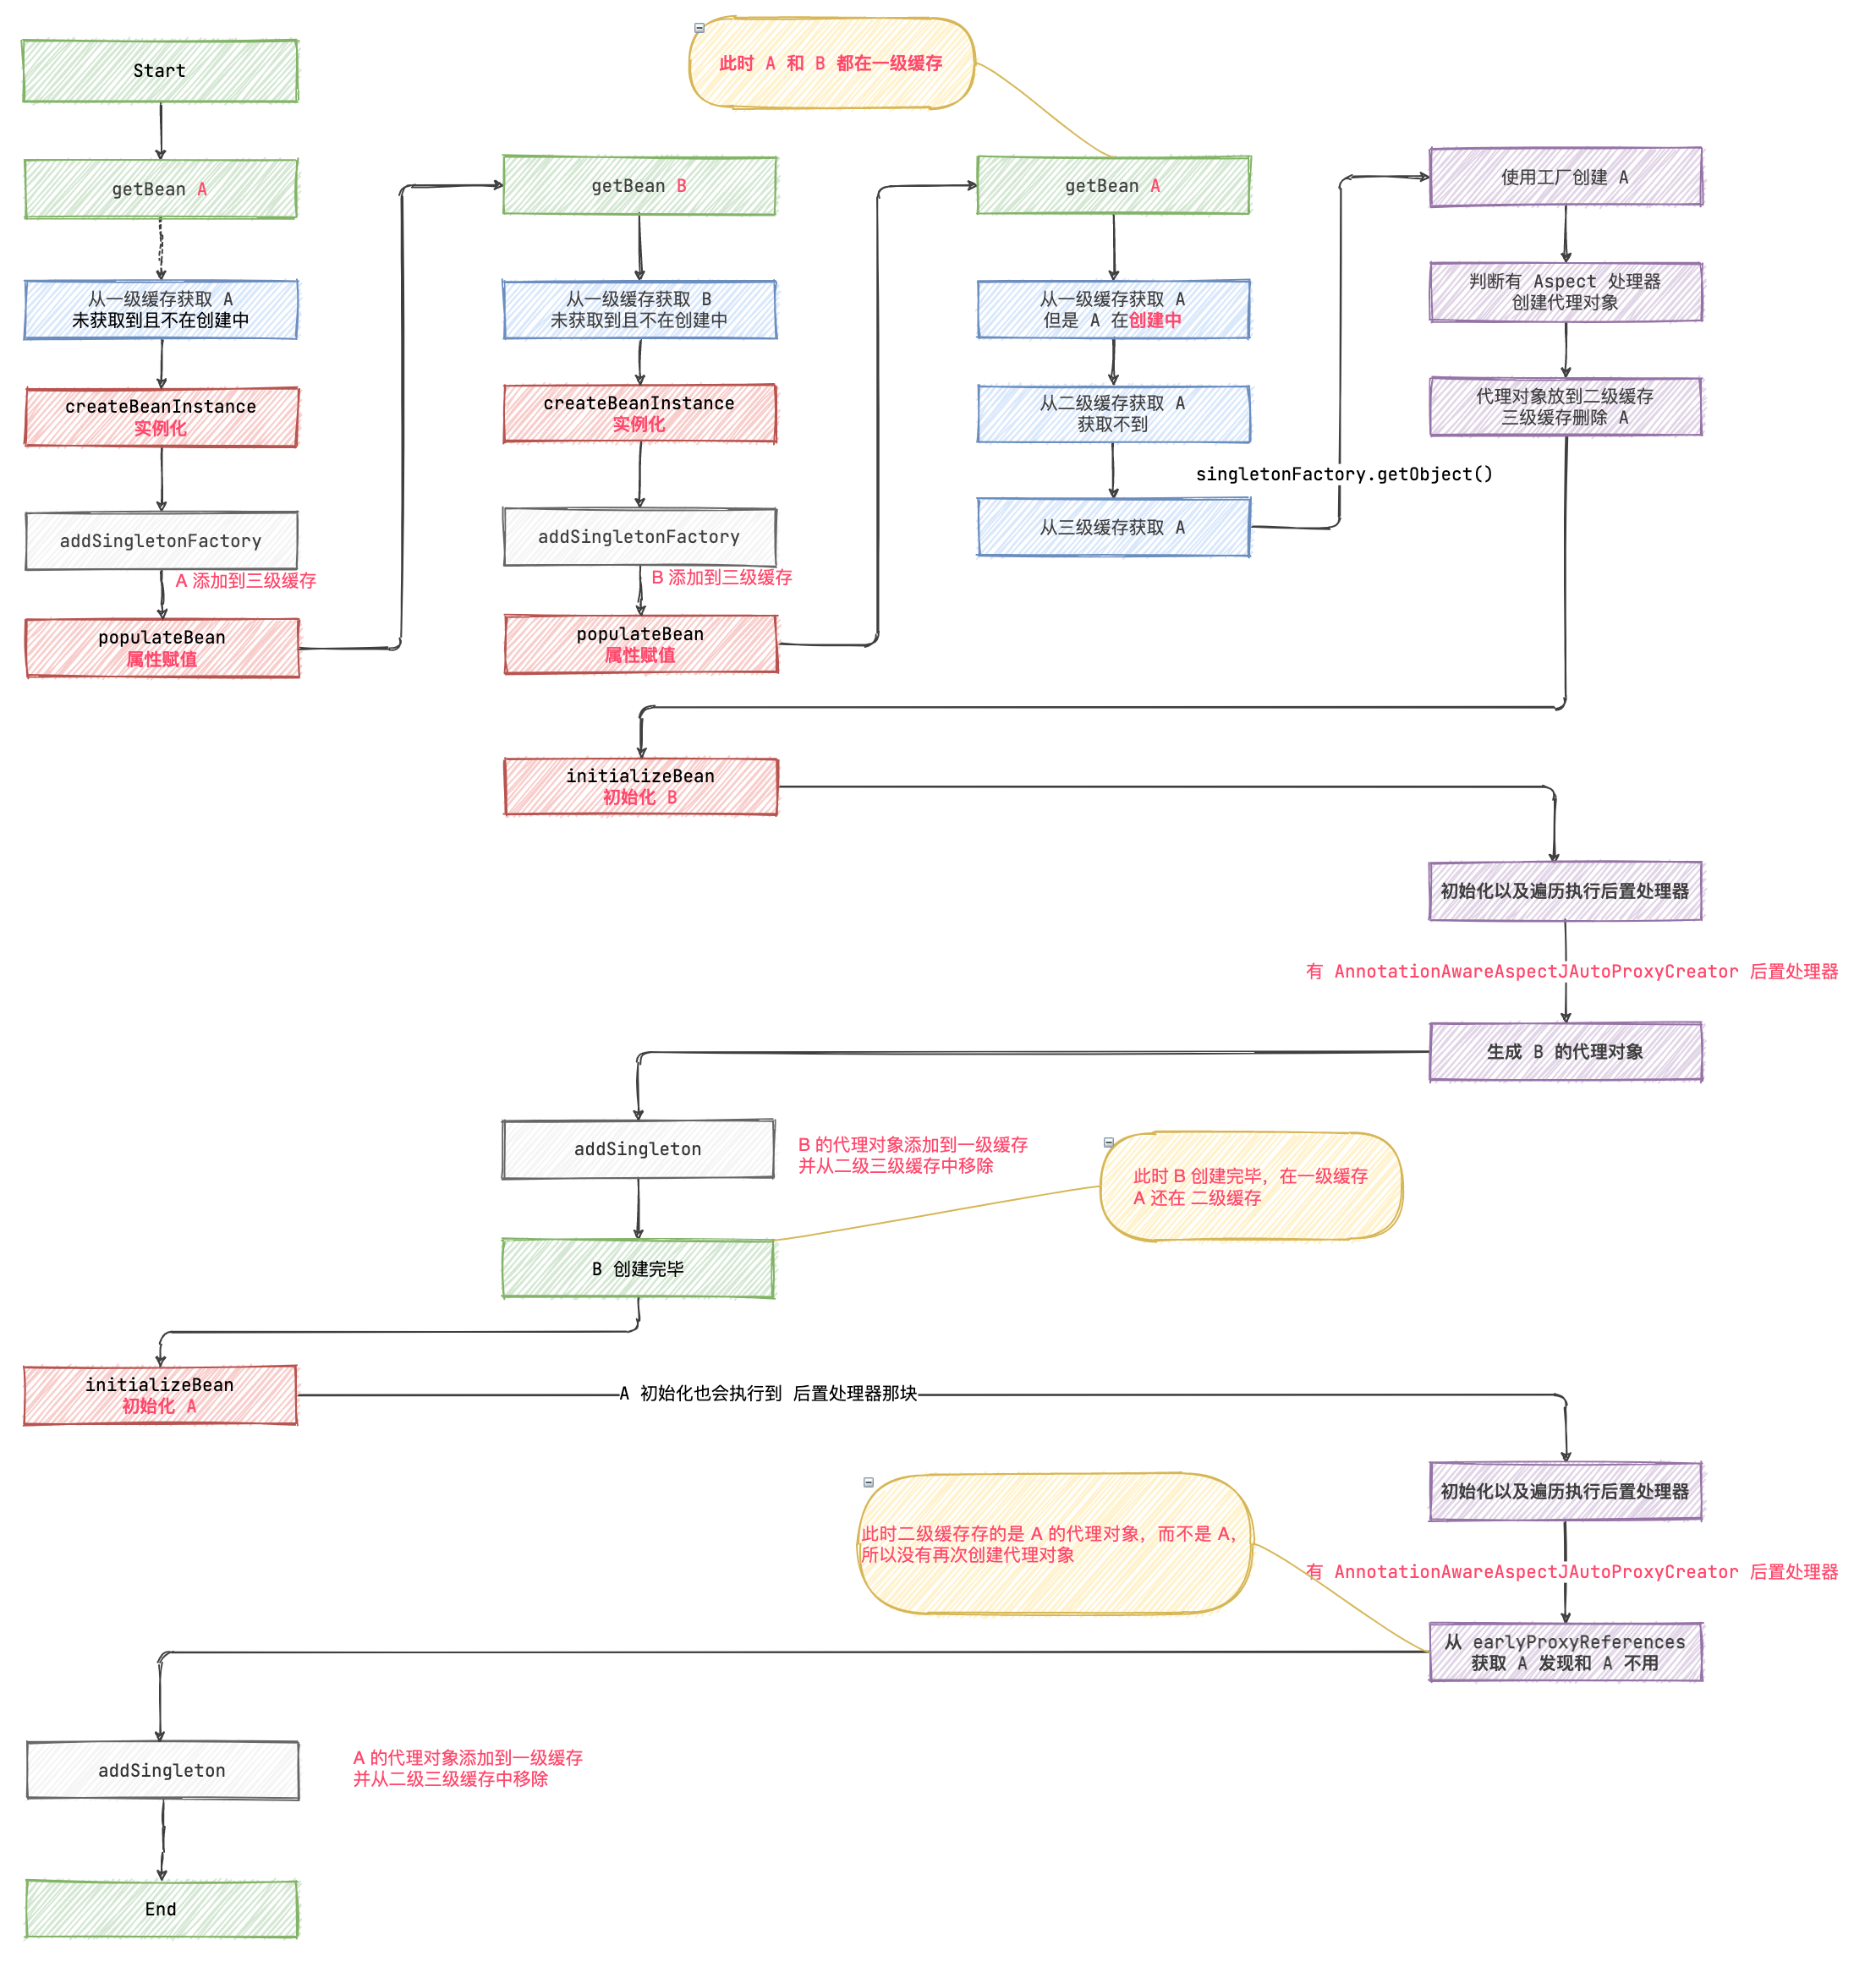 Start
getBean A
从一级缓存获取 A
未获取到且不在创建中
createBeanInstance
实例化
addSingletonFactory
A 添加到三级缓存
populateBean
属性赋值
getBean B
从一级缓存获取 B
未获取到且不在创建中
createBeanInstance
实例化
addSingletonFactory
B 添加到三级缓存
populateBean
属性赋值
此时 A 和 B 都在一级缓存
getBean A
从一级缓存获取 A
但是 A 在创建中
从二级缓存获取 A
获取不到
从三级缓存获取 A
singletonFactory.getObject()
使用工厂创建 A
判断有 Aspect 处理器
创建代理对象
代理对象放到二级缓存
三级缓存删除 A
initializeBean
初始化 B
初始化以及遍历执行后置处理器
有 AnnotationAwareAspectJAutoProxyCreator 后置处理器
生成 B 的代理对象
addSingleton
B 的代理对象添加到一级缓存
并从二级三级缓存中移除
此时 B 创建完毕，在一级缓存
A 还在 二级缓存
B 创建完毕
initializeBean
初始化 A
A 初始化也会执行到 后置处理器那块
初始化以及遍历执行后置处理器
此时二级缓存存的是 A 的代理对象，而不是 A，
所以没有再次创建代理对象
有 AnnotationAwareAspectJAutoProxyCreator 后置处理器
从 earlyProxyReferences
获取 A 发现和 A 不用
addSingleton
A 的代理对象添加到一级缓存
并从二级三级缓存中移除
End